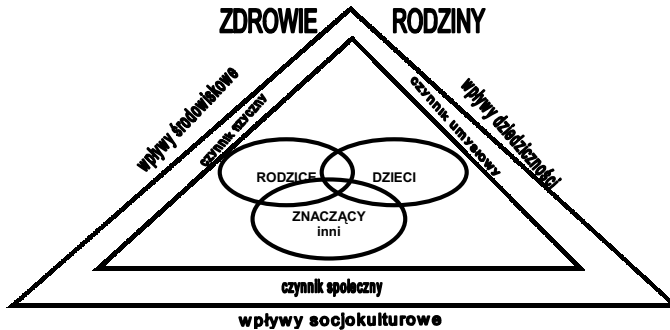 ZDROWIE RODZINY
wpływy środowiskowe
czynnik fizyczny
czynnik umysłowy
wpływy dziedziczności
RODZICE
DZIECI
ZNACZĄCY
inni
czynnik społeczny
wpływy socjokulturowe